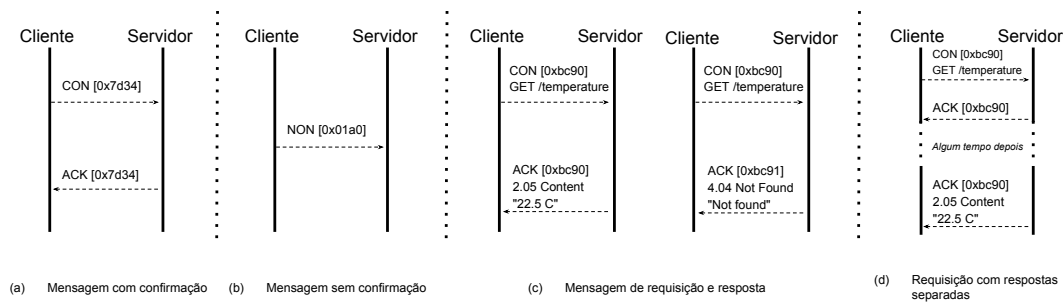 Cliente Servidor
CON [0x7d34]
ACK [0x7d34]
(a) Mensagem com confirmação
Cliente Servidor
NON [0x01a0]
(b) Mensagem sem confirmação
Cliente Servidor
CON [0xbc90]
GET /temperature
ACK [0xbc90]
2.05 Content
"22.5 C"
Cliente Servidor
CON [0xbc90]
GET /temperature
ACK [0xbc91]
4.04 Not Found
"Not found"
(c) Mensagem de requisição e resposta
Cliente Servidor
CON [0xbc90]
GET /temperature
ACK [0xbc90]
Algum tempo depois
ACK [0xbc90]
2.05 Content
"22.5 C"
(d) Requisição com respostas
separadas